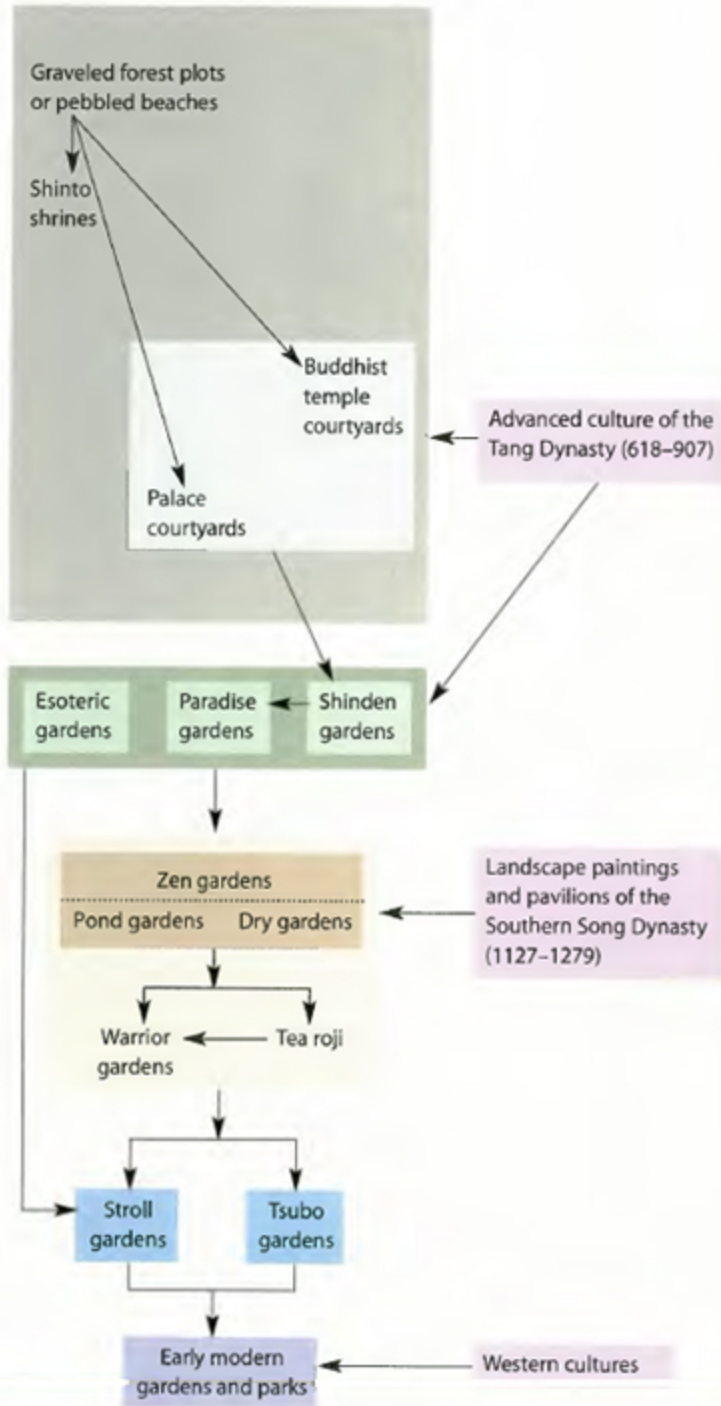 Graveled forest plots
or pebbled beaches
Shinto
shrines
Buddhist
temple
courtyards
Advanced culture of the
Tang Dynasty (618–907)
Palace
courtyards
Esoteric
gardens
Paradise
gardens
Shinden
gardens
Zen gardens
Pond gardens
Dry gardens
Landscape paintings
and pavilions of the
Southern Song Dynasty
(1127–1279)
Warrior
gardens
Tea roji
Stroll
gardens
Tsubo
gardens
Early modern
gardens and parks
Western cultures